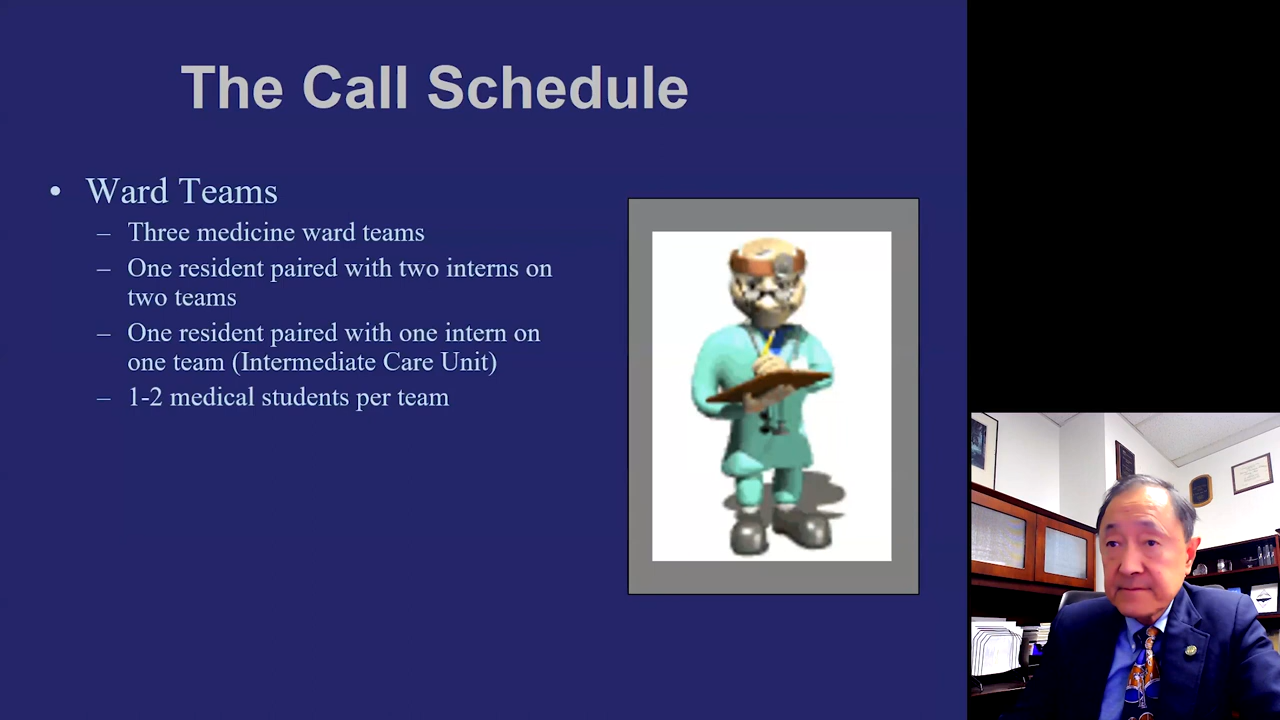 The Call Schedule
• Ward Teams
– Three medicine ward teams
– One resident paired with two interns on
two teams
– One resident paired with one intern on
one team (Intermediate Care Unit)
– 1-2 medical students per team